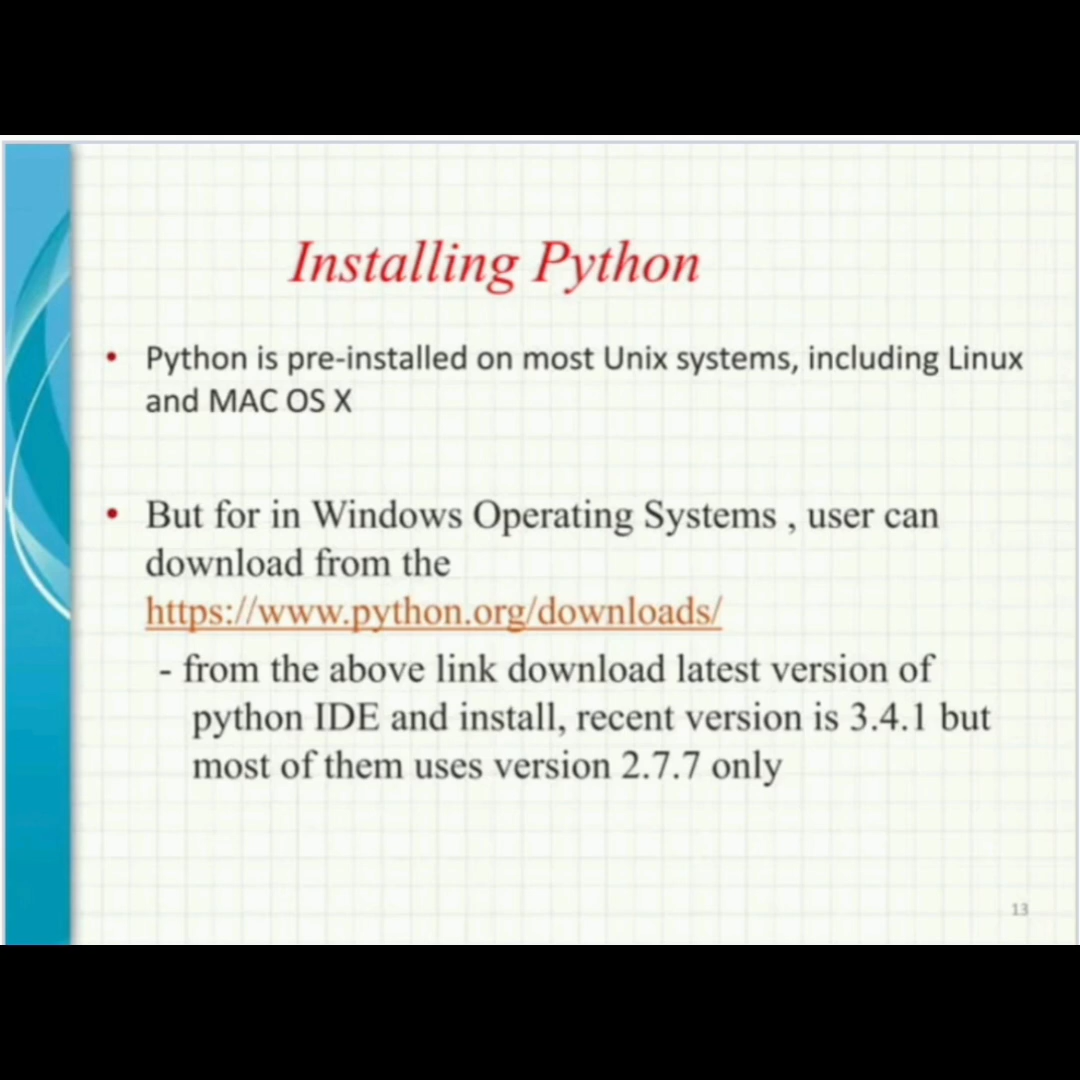 Installing Python
• Python is pre-installed on most Unix systems, including Linux
and MAC OS X
• But for in Windows Operating Systems , user can
download from the
https://www.python.org/downloads/
- from the above link download latest version of
python IDE and install, recent version is 3.4.1 but
most of them uses version 2.7.7 only
13